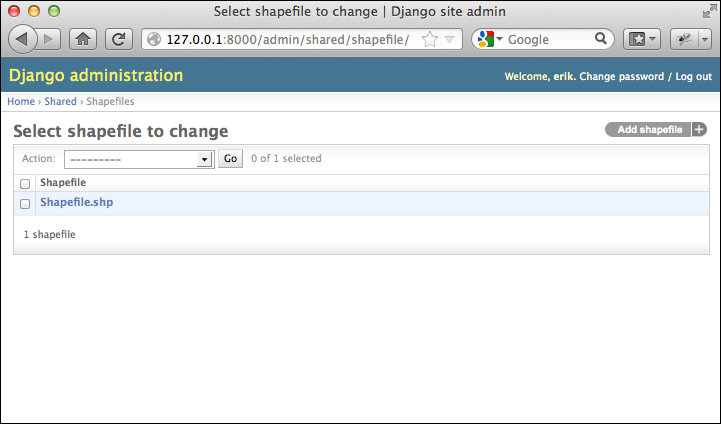 Select shapefile to change | Django site admin
127.0.0.1:8000/admin/shared/shapefile/ Google
Django administration Welcome, erik. Change password / Log out
Home › Shared › Shapefiles
Select shapefile to change Add shapefile +
Action: --------- Go 0 of 1 selected
Shapefile
Shapefile.shp
1 shapefile